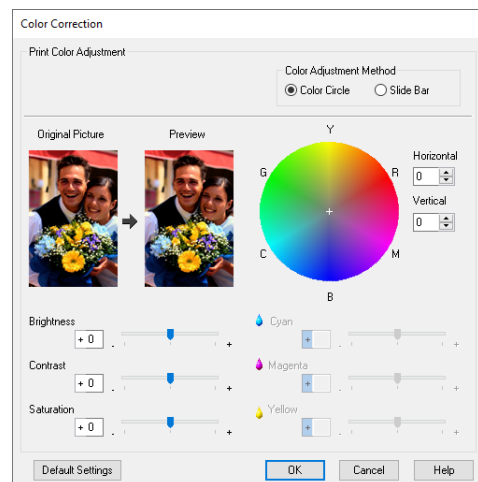 Color Correction
Print Color Adjustment
Color Adjustment Method
Color Circle
Slide Bar
Original Picture
Preview
Y
G
R
C
M
B
Horizontal
0
Vertical
0
Brightness
+ 0
- +
Contrast
+ 0
- +
Saturation
+ 0
- +
Cyan
+
- +
Magenta
+
- +
Yellow
+
- +
Default Settings
OK
Cancel
Help